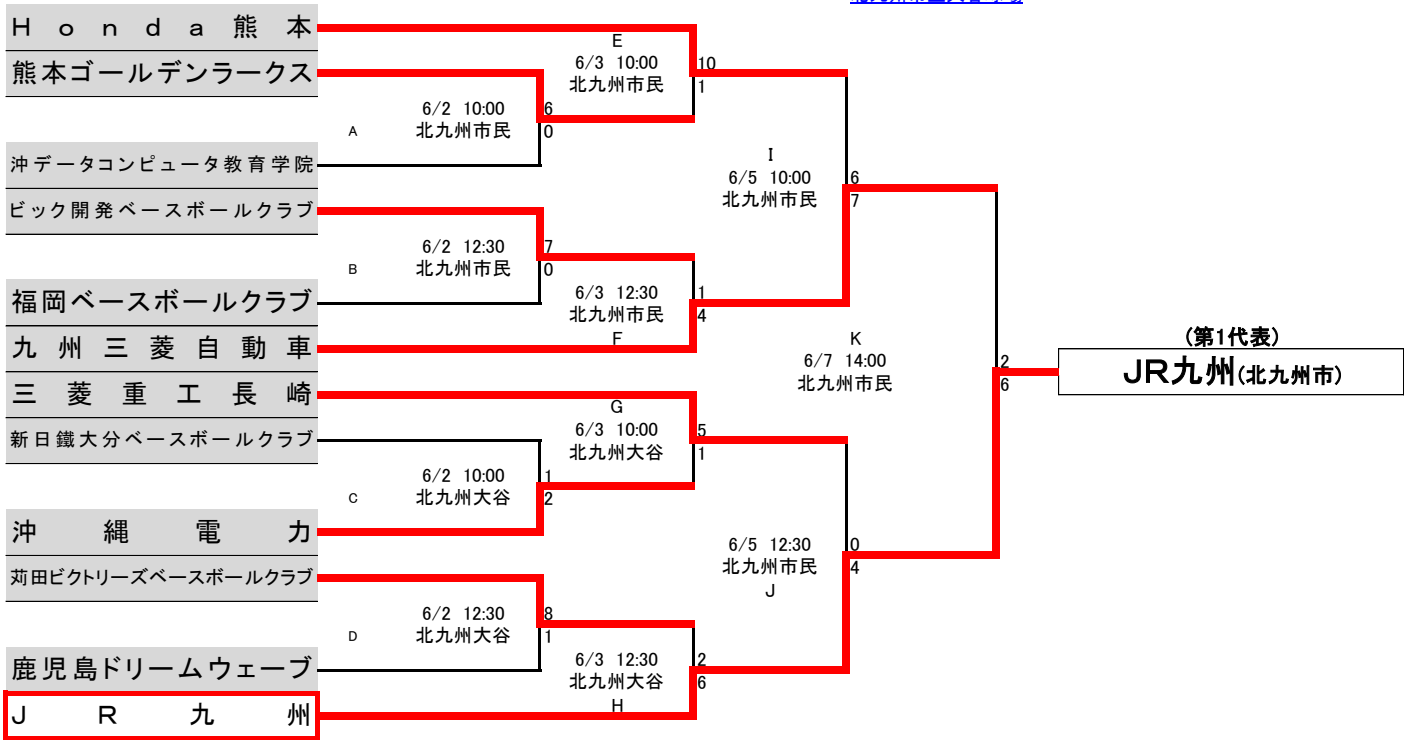 Honda熊本
熊本ゴールデンラークス
沖データコンピュータ教育学院
ビック開発ベースボールクラブ
福岡ベースボールクラブ
九州三菱自動車
三菱重工長崎
新日鐵大分ベースボールクラブ
沖縄電力
苅田ビクトリーズベースボールクラブ
鹿児島ドリームウェーブ
JR九州
A
6/2 10:00
北九州市民
6
0
B
6/2 12:30
北九州市民
7
0
C
6/2 10:00
北九州大谷
1
2
D
6/2 12:30
北九州大谷
8
1
E
6/3 10:00
北九州市民
10
1
6/3 12:30
北九州市民
F
1
4
G
6/3 10:00
北九州大谷
5
1
6/3 12:30
北九州大谷
H
2
6
I
6/5 10:00
北九州市民
6
7
6/5 12:30
北九州市民
J
0
4
K
6/7 14:00
北九州市民
2
6
(第1代表)
JR九州(北九州市)